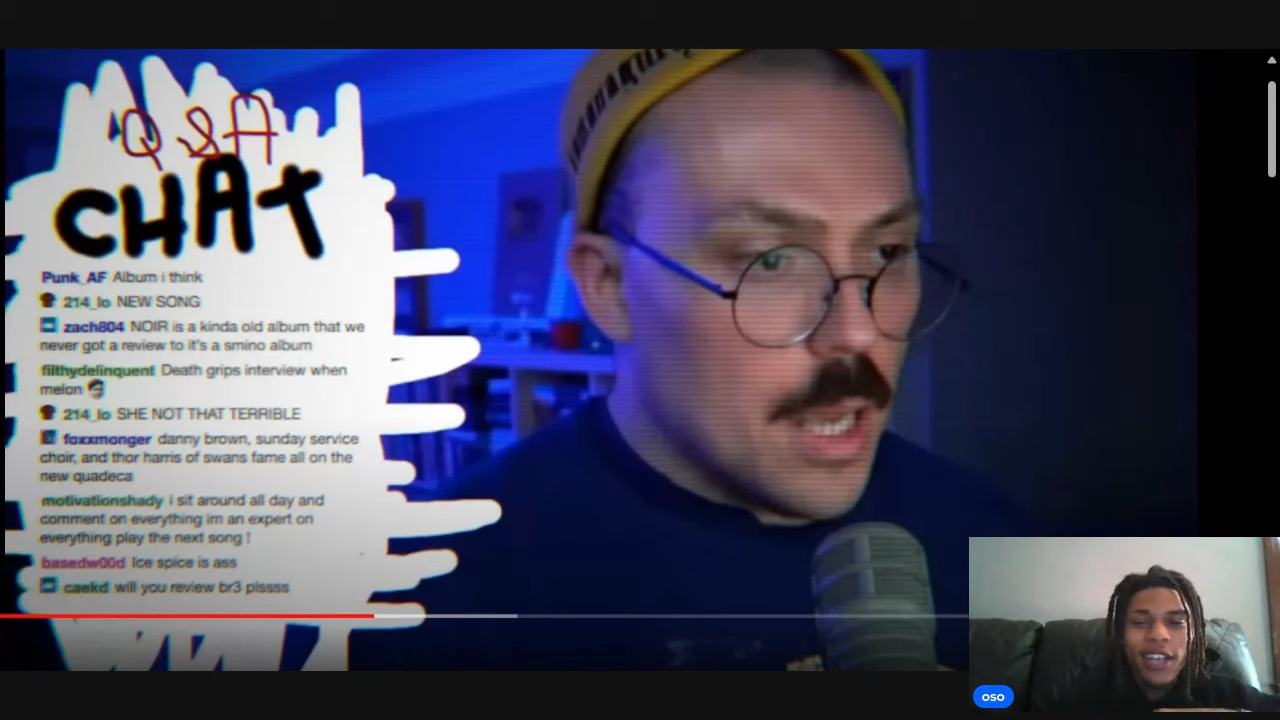 Q&A
CHAT
Punk_AF Album i think
214_lo NEW SONG
zach804 NOIR is a kinda old album that we
never got a review to it's a smino album
filthydelinquent Death grips interview when
melon
214_lo SHE NOT THAT TERRIBLE
foxxmonger danny brown, sunday service
choir, and thor harris of swans fame all on the
new quadeca
motivationshady i sit around all day and
comment on everything im an expert on
everything play the next song !
basedw00d Ice spice is ass
caekd will you review br3 plssss
oso